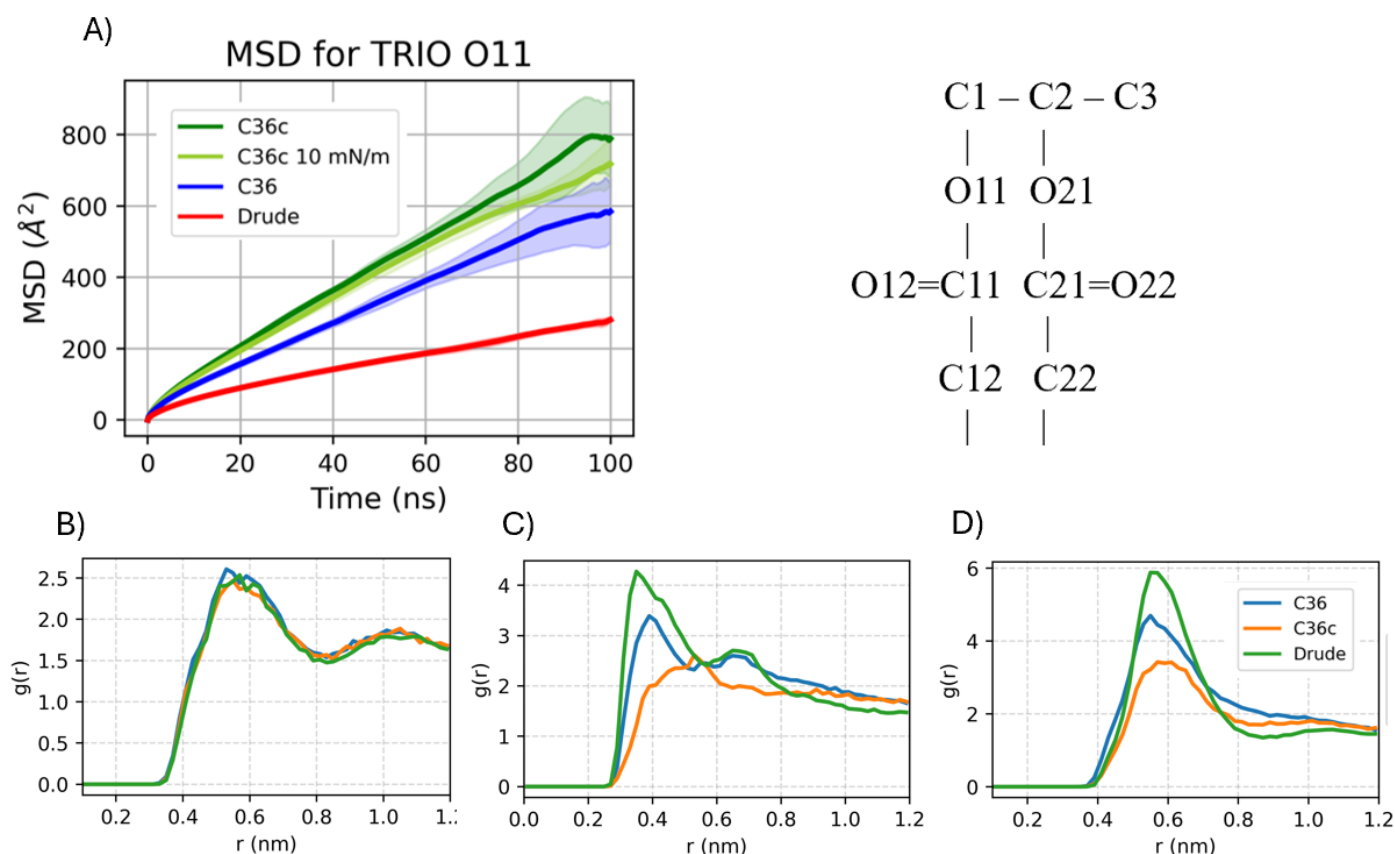 A)
MSD for TRIO O11
MSD (Å²)
800
600
400
200
0
C36c
C36c 10 mN/m
C36
Drude
0 20 40 60 80 100
Time (ns)
C1 – C2 – C3
| |
O11 O21
| |
O12=C11 C21=O22
| |
C12 C22
| |
B)
g(r)
2.5
2.0
1.5
1.0
0.5
0.0
0.2 0.4 0.6 0.8 1.0 1.:
r (nm)
C)
g(r)
4
3
2
1
0
0.0 0.2 0.4 0.6 0.8 1.0 1.2
r (nm)
D)
g(r)
6
4
2
0
C36
C36c
Drude
0.2 0.4 0.6 0.8 1.0 1.2
r (nm)